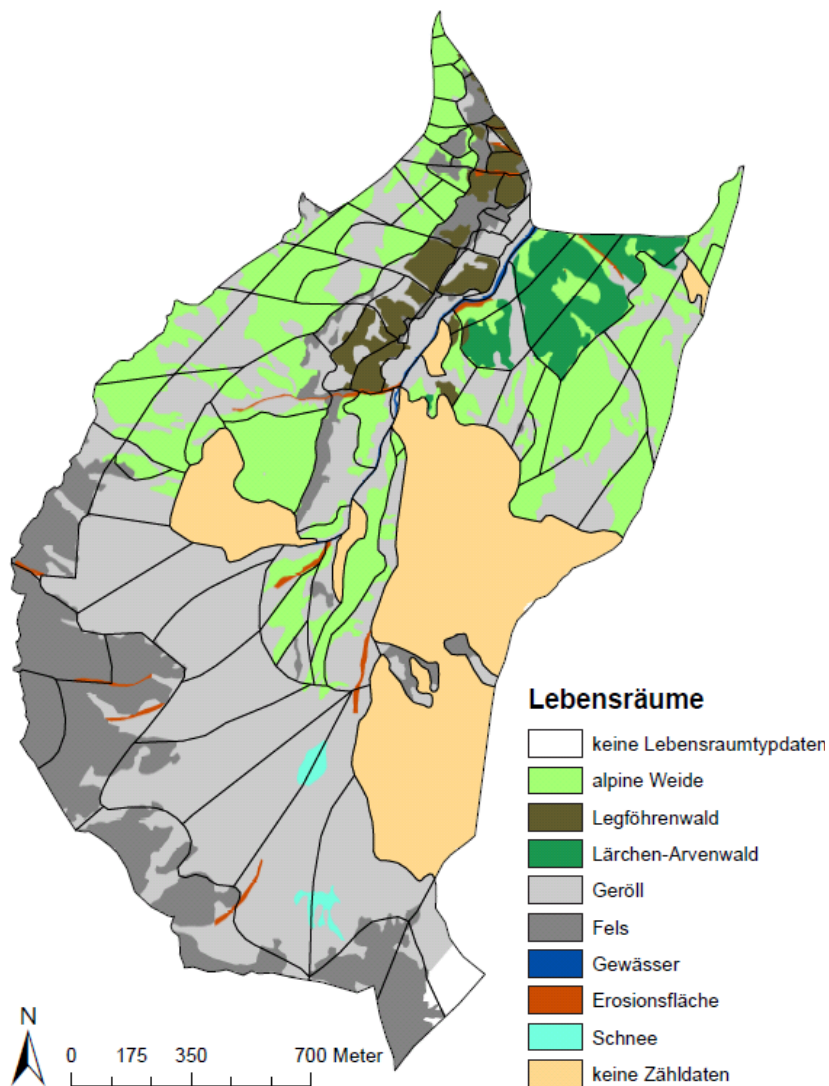 Lebensräume
keine Lebensraumtypdaten
alpine Weide
Legföhrenwald
Lärchen-Arvenwald
Geröll
Fels
Gewässer
Erosionsfläche
Schnee
keine Zähldaten
N
0 175 350 700 Meter